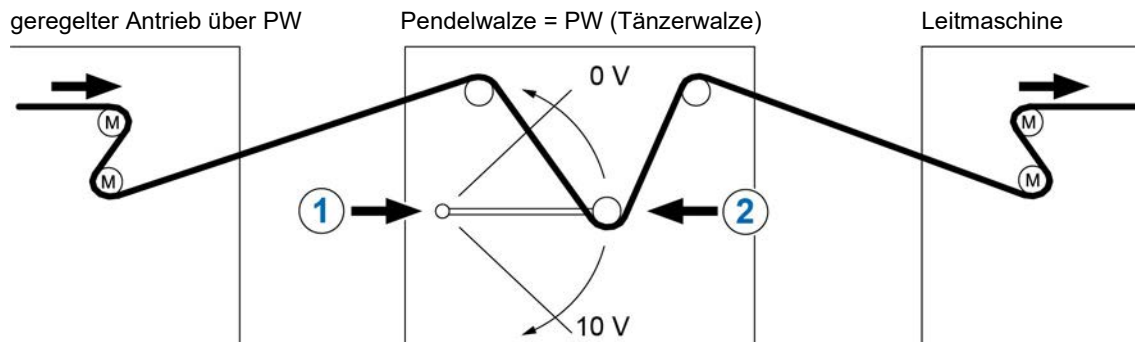 geregelter Antrieb über PW
Pendelwalze = PW (Tänzerwalze)
Leitmaschine
0 V
M
M
M
M
1
2
10 V